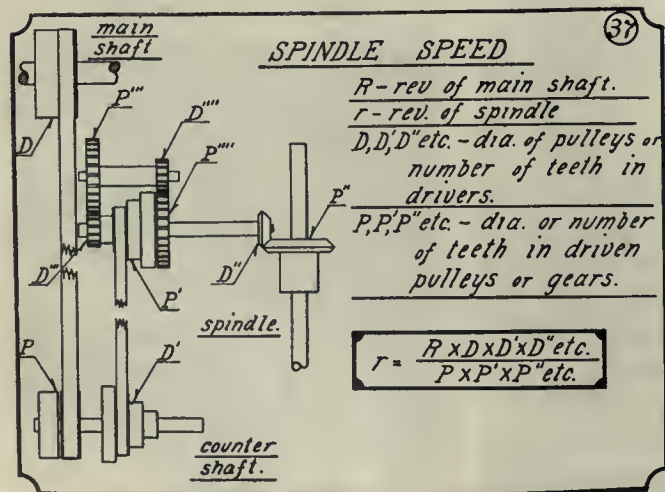 37
main
shaft
SPINDLE SPEED
R-rev of main shaft.
r-rev. of spindle
D, D', D" etc. - dia. of pulleys or
number of teeth in
drivers.
P, P', P" etc. - dia. or number
of teeth in driven
pulleys or gears.
r = R x D x D' x D" etc.
P x P' x P" etc.
D
P'''
D''''
P''''
P"
D'''
D"
P'
spindle.
P
D'
counter
shaft.